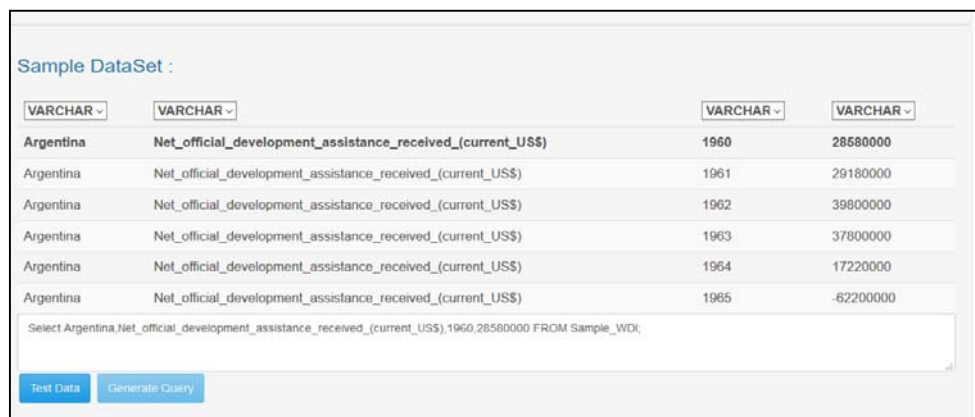 Sample DataSet :
VARCHAR VARCHAR VARCHAR VARCHAR
Argentina Net_official_development_assistance_received_(current_US$) 1960 28580000
Argentina Net_official_development_assistance_received_(current_US$) 1961 29180000
Argentina Net_official_development_assistance_received_(current_US$) 1962 39800000
Argentina Net_official_development_assistance_received_(current_US$) 1963 37800000
Argentina Net_official_development_assistance_received_(current_US$) 1964 17220000
Argentina Net_official_development_assistance_received_(current_US$) 1965 -62200000
Select Argentina,Net_official_development_assistance_received_(current_US$),1960,28580000 FROM Sample_WDI;
Test Data Generate Query